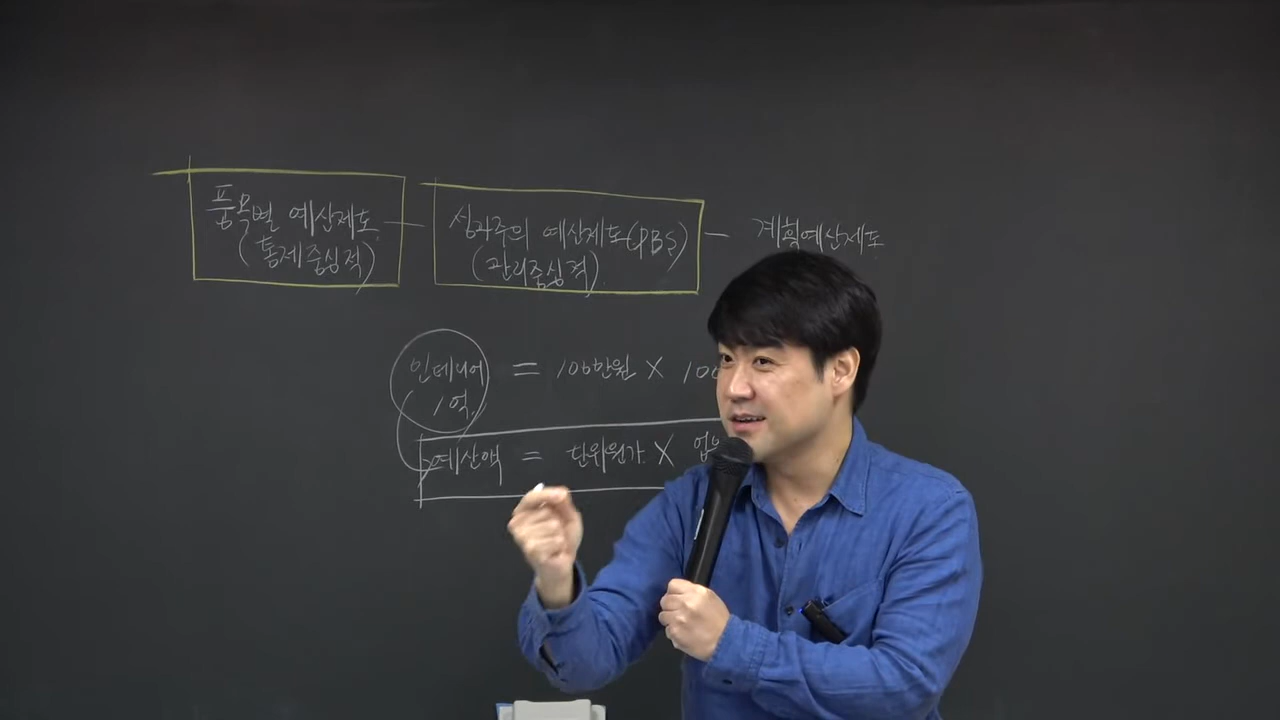 품목별 예산제도
(통제중심적)
성과주의 예산제도(PBS)
(관리중심적)
계획예산제도
인테리어 = 100만원 X 100
1억
예산액 = 단위원가 X 업